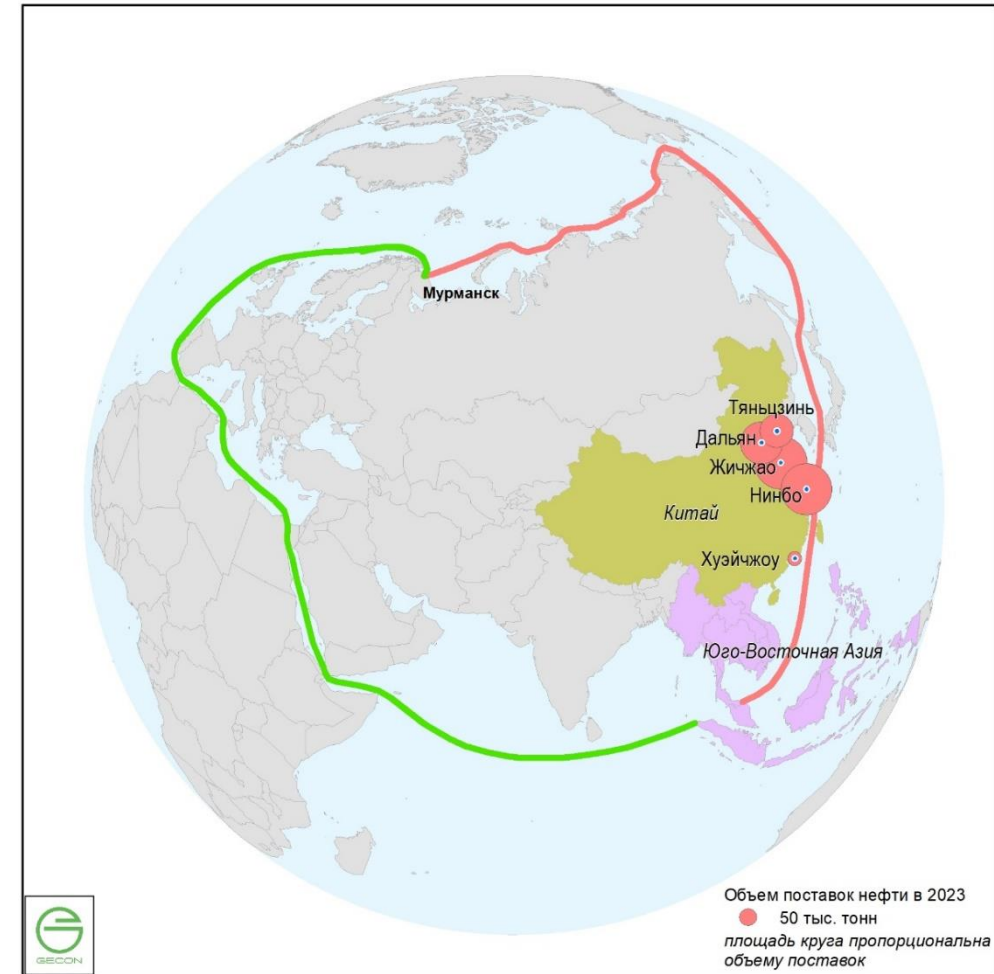 Мурманск
Тяньцзинь
Дальян
Жичжао
Нинбо
Китай
Хуэйчжоу
Юго-Восточная Азия
Объем поставок нефти в 2023
50 тыс. тонн
площадь круга пропорциональна
объему поставок
GECON